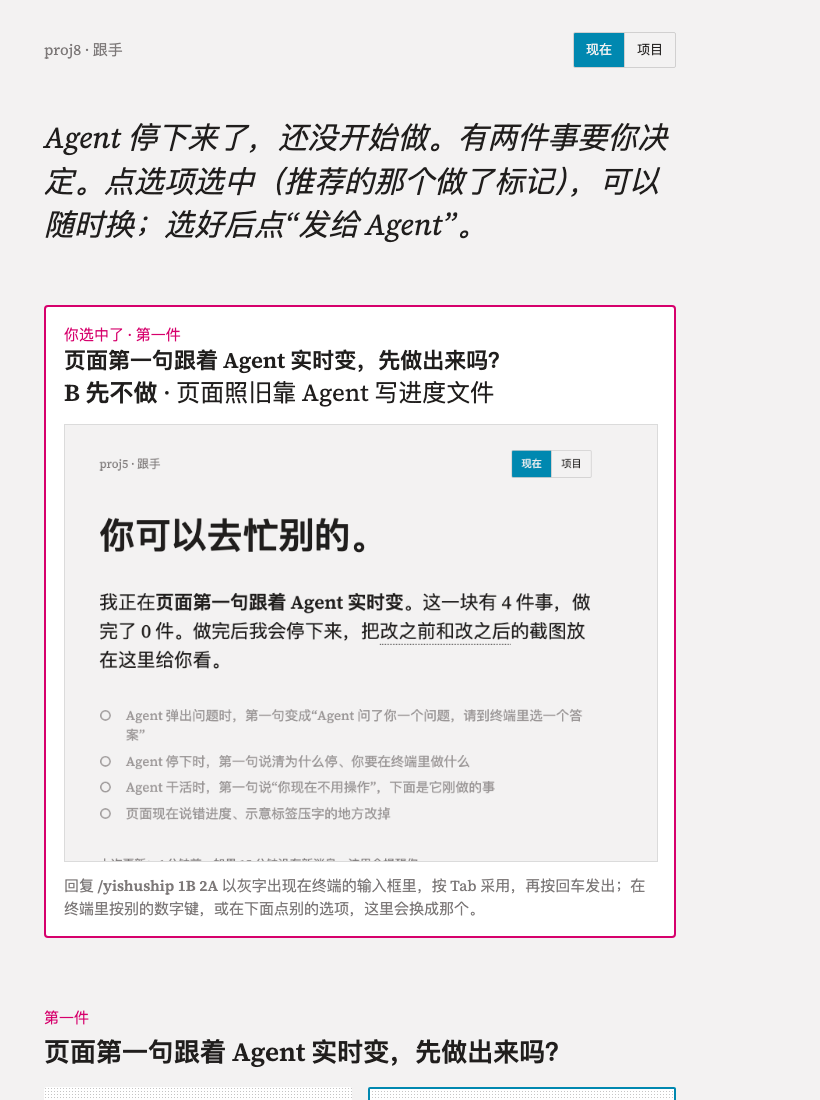 proj8 · 跟手
现在 项目
Agent 停下来了，还没开始做。有两件事要你决
定。点选项选中（推荐的那个做了标记），可以
随时换；选好后点“发给 Agent”。
你选中了 · 第一件
页面第一句跟着 Agent 实时变，先做出来吗？
B 先不做 · 页面照旧靠 Agent 写进度文件
proj5 · 跟手
现在 项目
你可以去忙别的。
我正在页面第一句跟着 Agent 实时变。这一块有 4 件事，做
完了 0 件。做完后我会停下来，把改之前和改之后的截图放
在这里给你看。
Agent 弹出问题时，第一句变成“Agent 问了你一个问题，请到终端里选一个答
案”
Agent 停下时，第一句说清为什么停、你要在终端里做什么
Agent 干活时，第一句说“你现在不用操作”，下面是它刚做的事
页面现在说错进度、示意标签压字的地方改掉
回复 /yishuship 1B 2A 以灰字出现在终端的输入框里，按 Tab 采用，再按回车发出；在
终端里按别的数字键，或在下面点别的选项，这里会换成那个。
第一件
页面第一句跟着 Agent 实时变，先做出来吗？